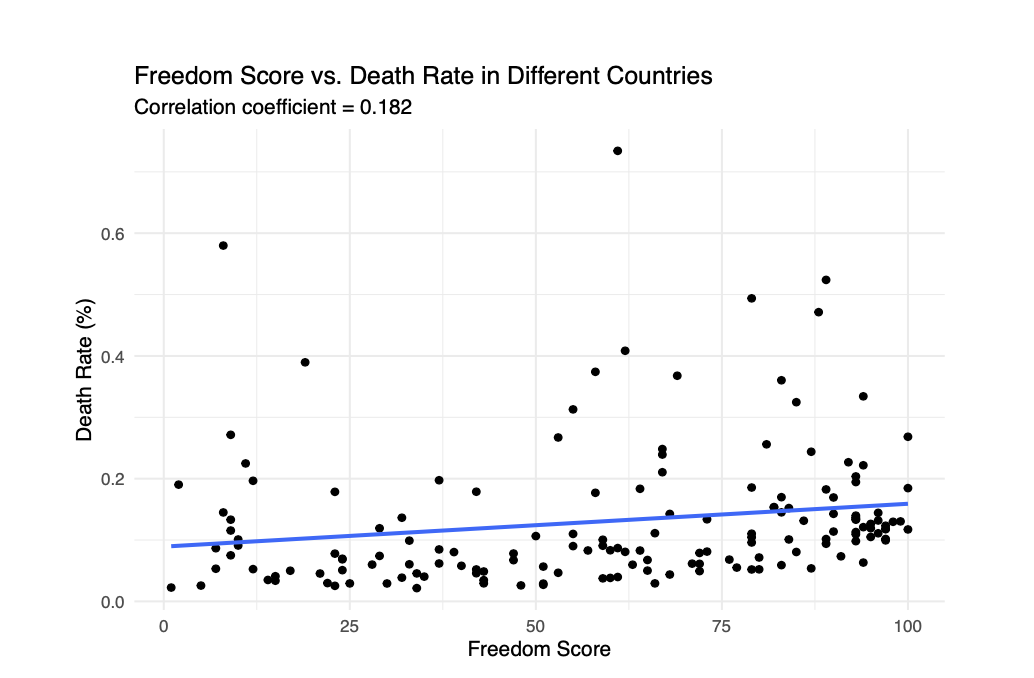 Freedom Score vs. Death Rate in Different Countries
Correlation coefficient = 0.182
Death Rate (%)
0.6
0.4
0.2
0.0
0 25 50 75 100
Freedom Score